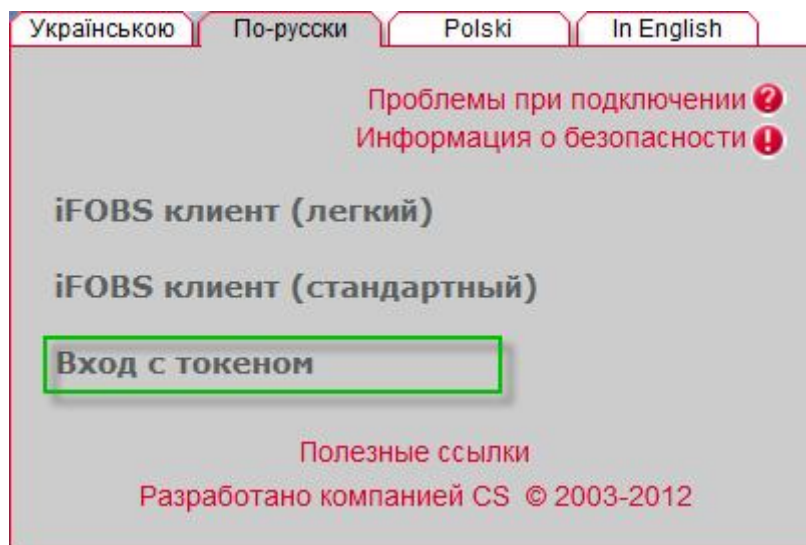 Українською По-русски Polski In English
Проблемы при подключении
Информация о безопасности
iFOBS клиент (легкий)
iFOBS клиент (стандартный)
Вход с токеном
Полезные ссылки
Разработано компанией CS © 2003-2012